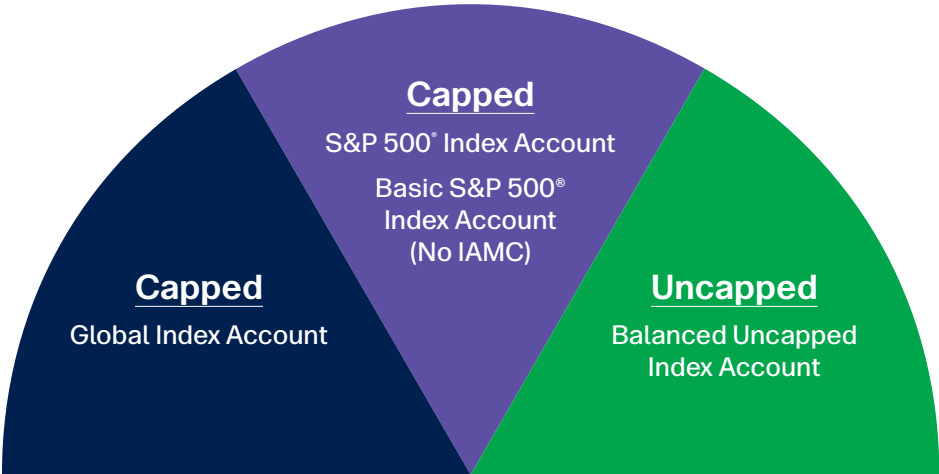 Capped
Global Index Account
Capped
S&P 500® Index Account
Basic S&P 500®
Index Account
(No IAMC)
Uncapped
Balanced Uncapped
Index Account